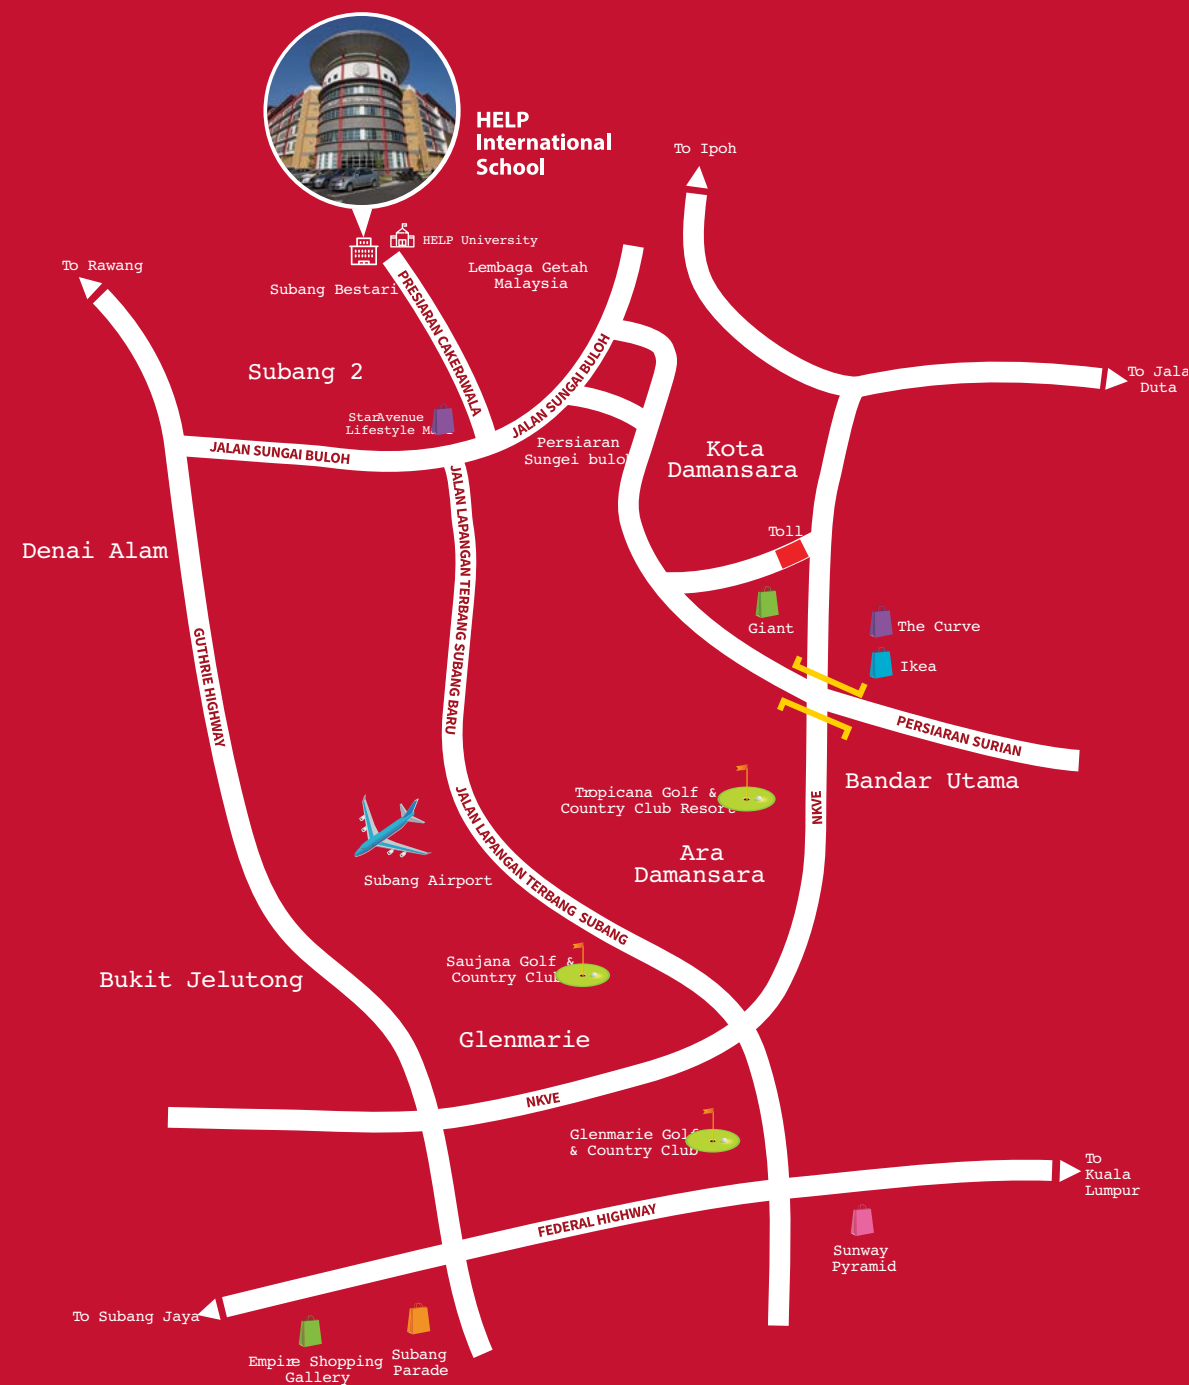 HELP
International
School
To Ipoh
HELP University
To Rawang
Lembaga Getah
Malaysia
Subang Bestari
PRESIARAN CAKERAWALA
JALAN SUNGAI BULOH
Subang 2
To Jala
Duta
StarAvenue
Lifestyle M
JALAN SUNGAI BULOH
Persiaran
Sungei bulo
Kota
Damansara
JALAN LAPANGAN TERBANG SUBANG BARU
Toll
Denai Alam
Giant
The Curve
Ikea
GUTHRIE HIGHWAY
PERSIARAN SURIAN
Bandar Utama
NKVE
Tropicana Golf &
Country Club Resort
JALAN LAPANGAN TERBANG SUBANG
Ara
Damansara
Subang Airport
Saujana Golf &
Country Club
Bukit Jelutong
Glenmarie
NKVE
Glenmarie Golf
& Country Club
To
Kuala
Lumpur
FEDERAL HIGHWAY
Sunway
Pyramid
To Subang Jaya
Empire Shopping
Gallery
Subang
Parade